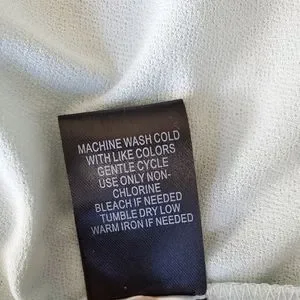 MACHINE WASH COLD
WITH LIKE COLORS
GENTLE CYCLE
USE ONLY NON-
CHLORINE
BLEACH IF NEEDED
TUMBLE DRY LOW
WARM IRON IF NEEDED